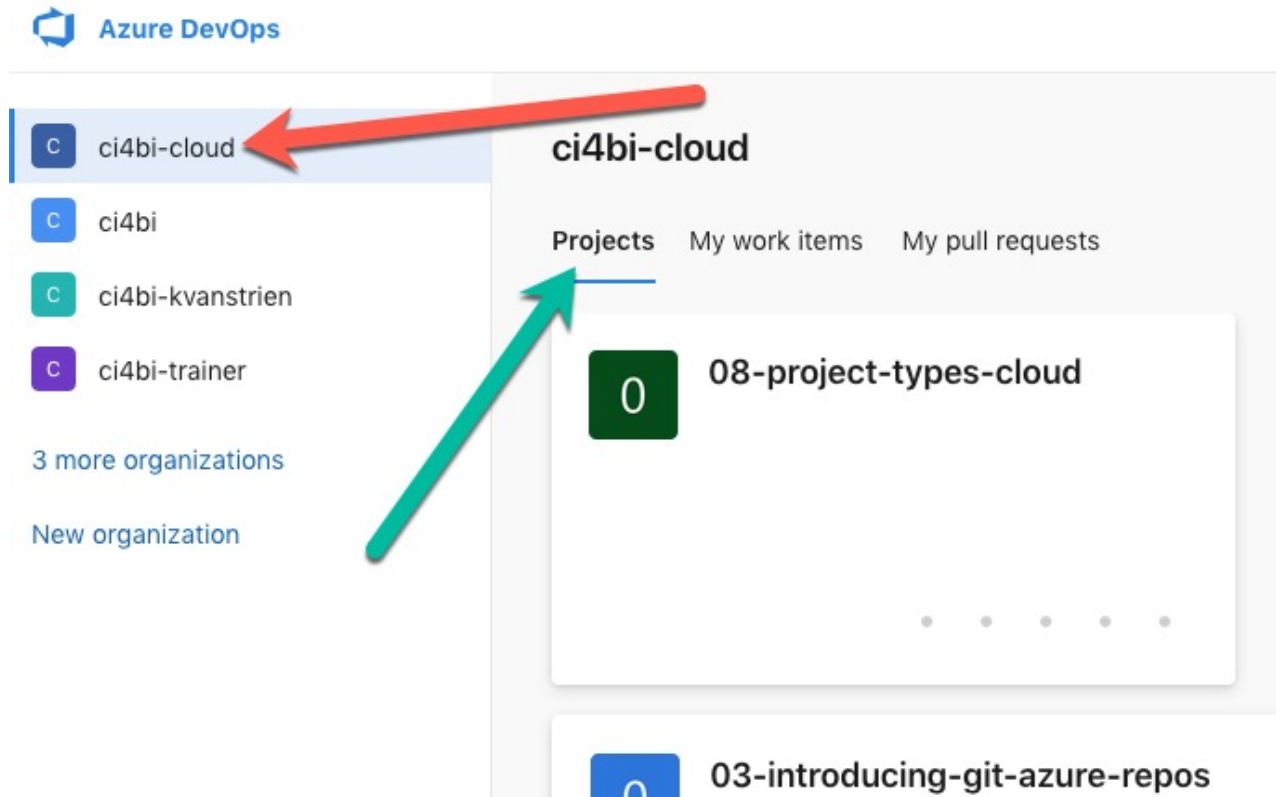 Azure DevOps
C ci4bi-cloud
C ci4bi
C ci4bi-kvanstrien
C ci4bi-trainer
3 more organizations
New organization
ci4bi-cloud
Projects My work items My pull requests
0 08-project-types-cloud
0 03-introducing-git-azure-repos